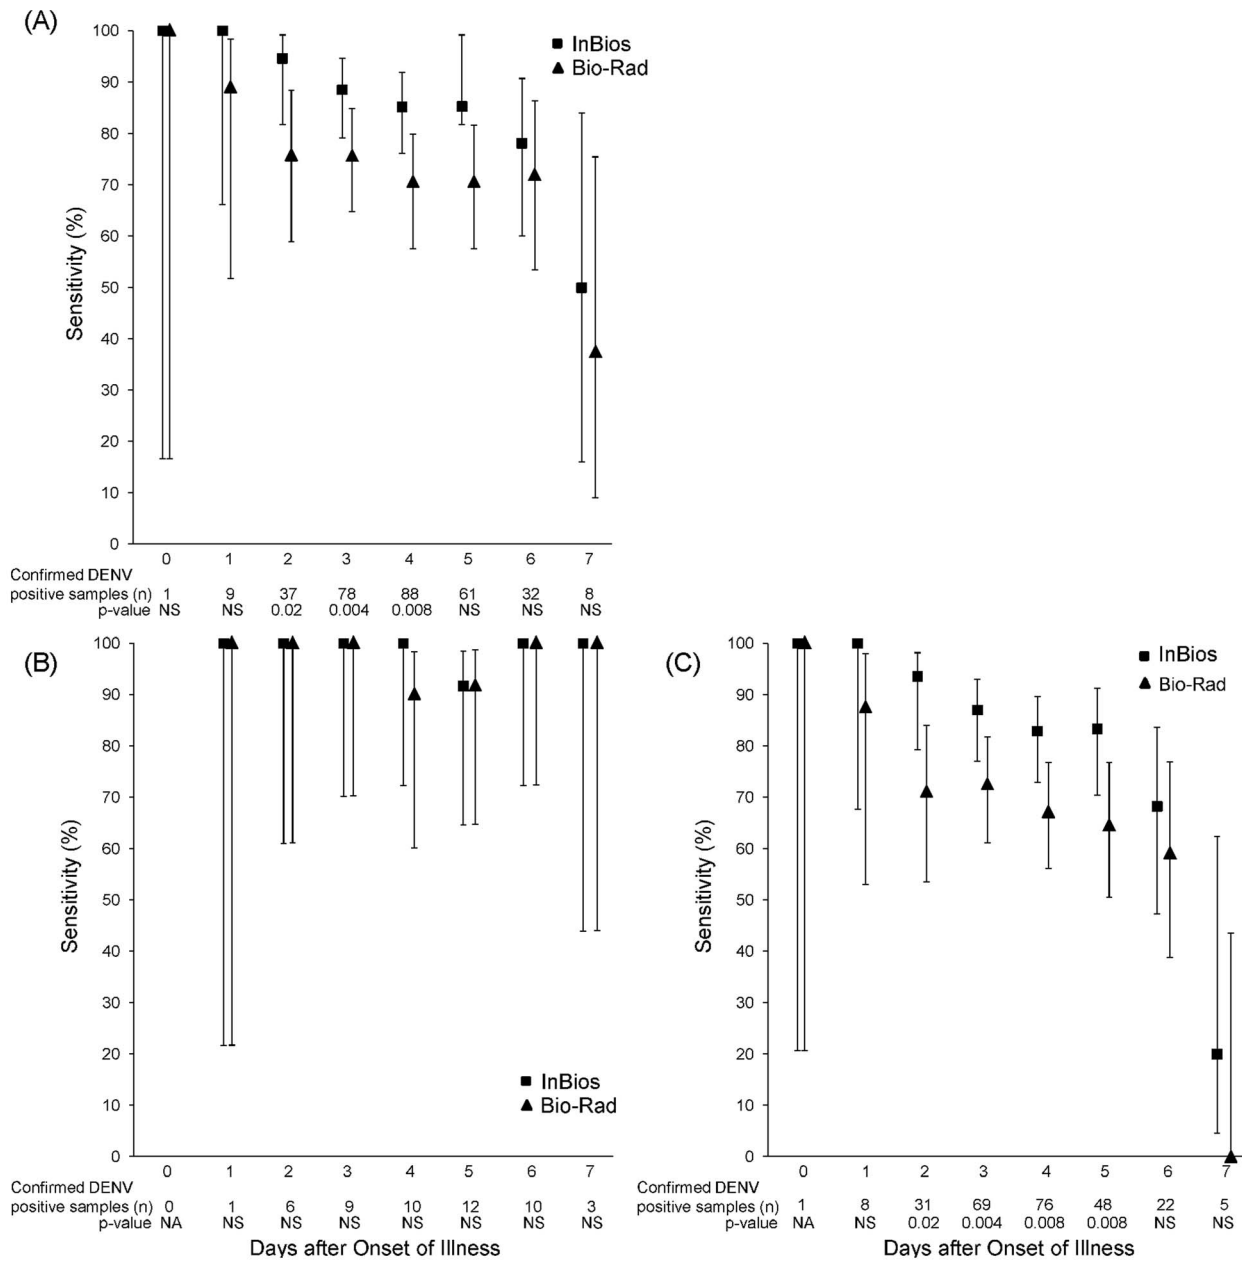 (A)
InBios
Bio-Rad
Sensitivity (%)
100
90
80
70
60
50
40
30
20
10
0
0 1 2 3 4 5 6 7
Confirmed DENV
positive samples (n) 1 9 37 78 88 61 32 8
p-value NS NS 0.02 0.004 0.008 NS NS NS
(B)
Sensitivity (%)
100
90
80
70
60
50
40
30
20
10
0
InBios
Bio-Rad
0 1 2 3 4 5 6 7
Confirmed DENV
positive samples (n) 0 1 6 9 10 12 10 3
p-value NA NS NS NS NS NS NS NS
Days after Onset of Illness
(C)
InBios
Bio-Rad
Sensitivity (%)
100
90
80
70
60
50
40
30
20
10
0
0 1 2 3 4 5 6 7
Confirmed DENV
positive samples (n) 1 8 31 69 76 48 22 5
p-value NA NS 0.02 0.004 0.008 0.008 NS NS
Days after Onset of Illness